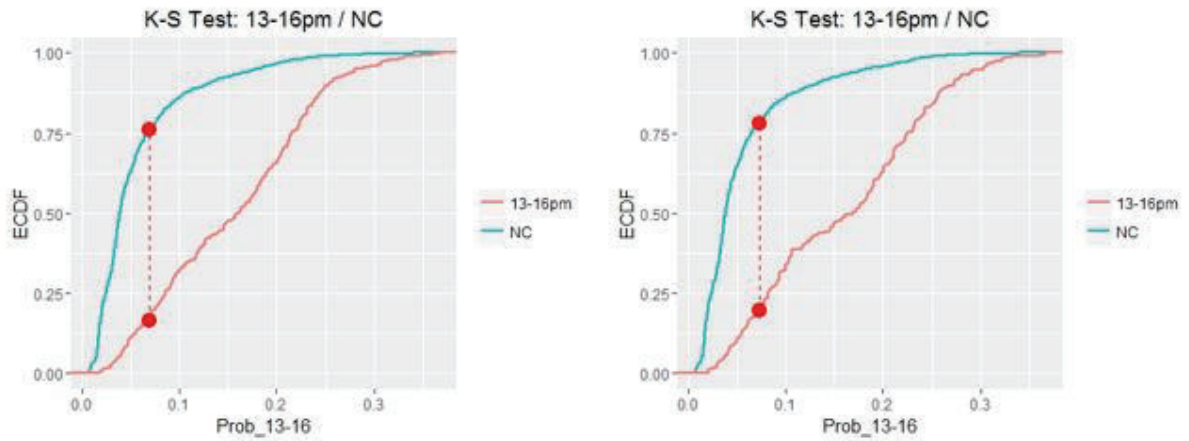 K-S Test: 13-16pm / NC
1.00
0.75
0.50
0.25
0.00
ECDF
0.0 0.1 0.2 0.3
Prob_13-16
13-16pm
NC
K-S Test: 13-16pm / NC
1.00
0.75
0.50
0.25
0.00
ECDF
0.0 0.1 0.2 0.3
Prob_13-16
13-16pm
NC